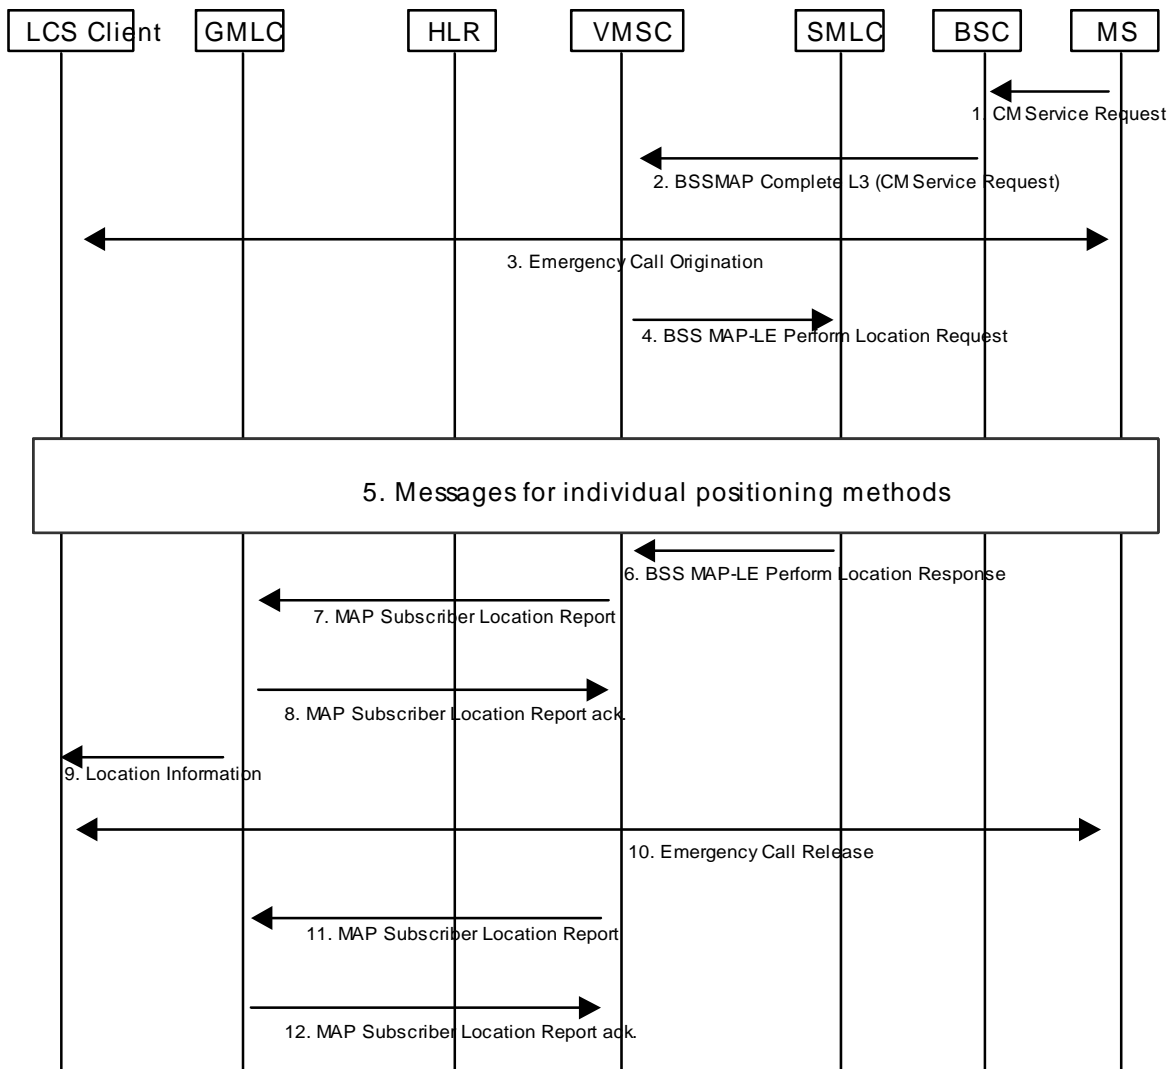 LCS Client GMLC HLR VMSC SMLC BSC MS
1. CM Service Request
2. BSSMAP Complete L3 (CM Service Request)
3. Emergency Call Origination
4. BSS MAP-LE Perform Location Request
5. Messages for individual positioning methods
6. BSS MAP-LE Perform Location Response
7. MAP Subscriber Location Report
8. MAP Subscriber Location Report ack.
9. Location Information
10. Emergency Call Release
11. MAP Subscriber Location Report
12. MAP Subscriber Location Report ack.